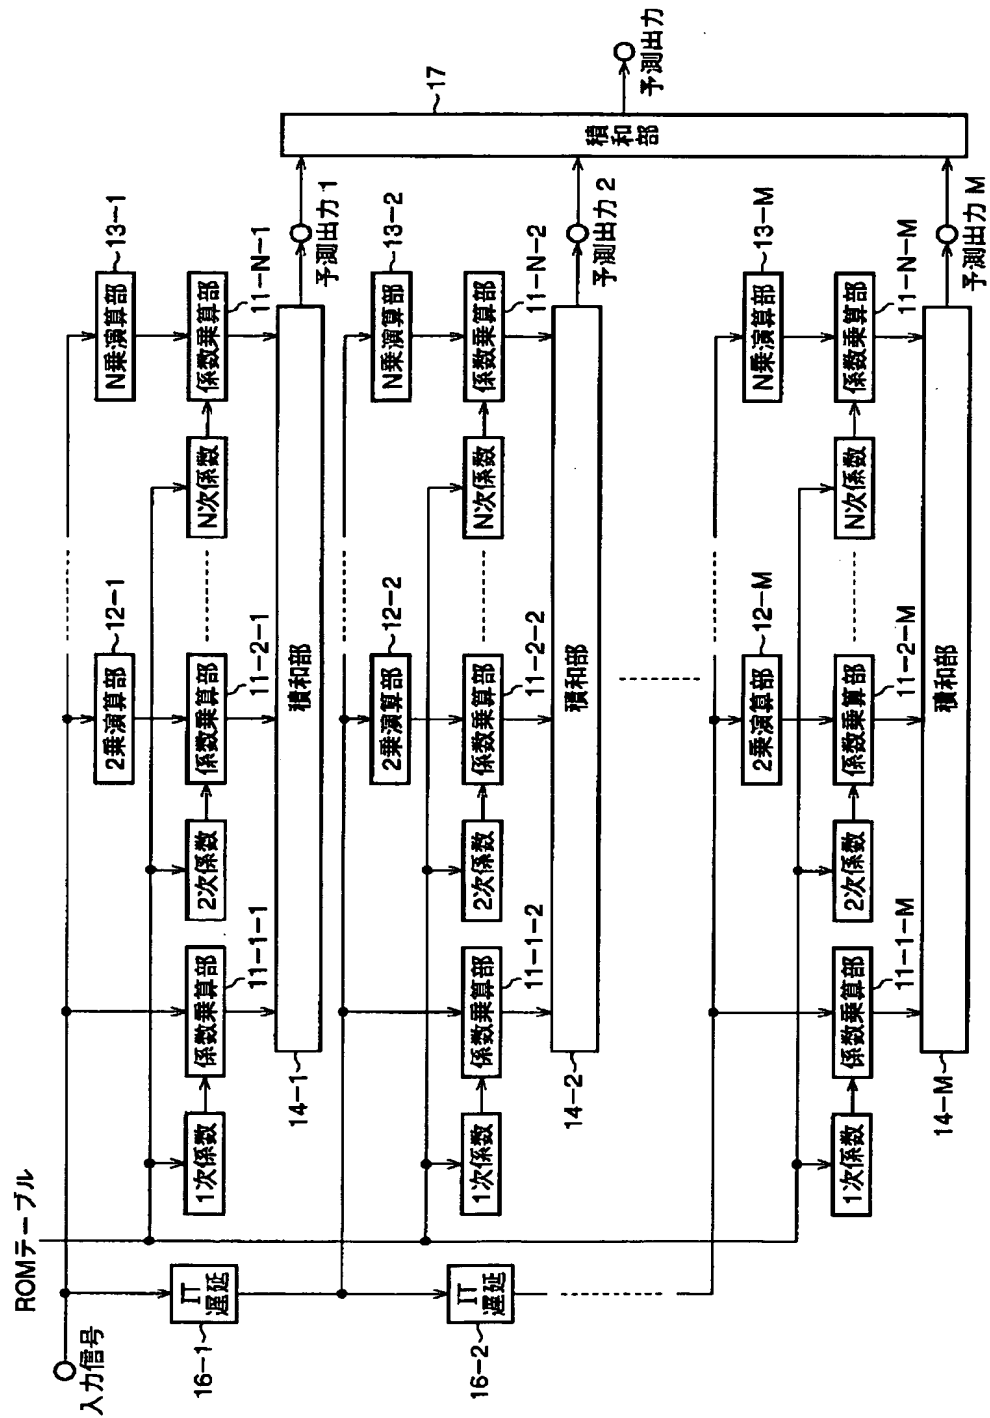 入力信号
ROMテーブル
1次係数
係数乗算部
11-1-1
2次係数
2乗演算部
12-1
係数乗算部
11-2-1
N次係数
N乗演算部
13-1
係数乗算部
11-N-1
14-1
積和部
予測出力 1
1T
遅延
16-1
1次係数
係数乗算部
11-1-2
2次係数
2乗演算部
12-2
係数乗算部
11-2-2
N次係数
N乗演算部
13-2
係数乗算部
11-N-2
14-2
積和部
予測出力 2
1T
遅延
16-2
1次係数
係数乗算部
11-1-M
2次係数
2乗演算部
12-M
係数乗算部
11-2-M
N次係数
N乗演算部
13-M
係数乗算部
11-N-M
14-M
積和部
予測出力 M
17
積和部
予測出力